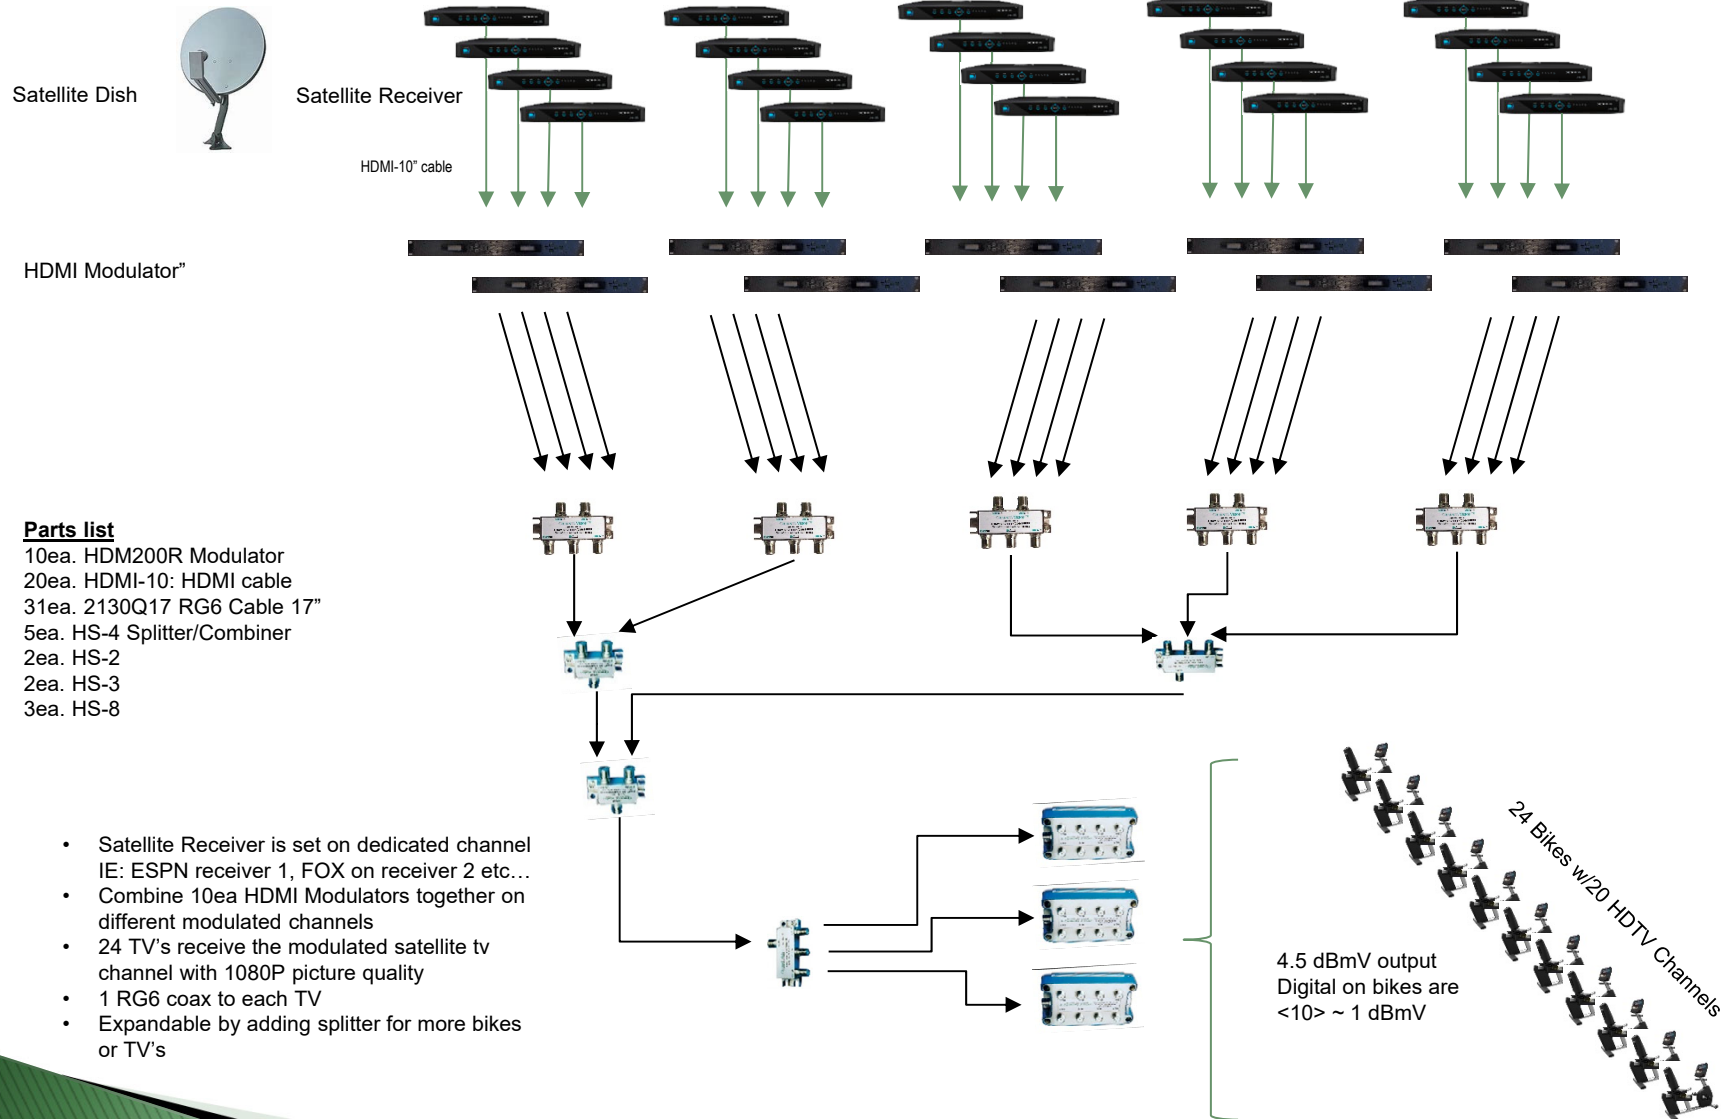 Satellite Dish
Satellite Receiver
HDMI-10” cable
HDMI Modulator”
Parts list
10ea. HDM200R Modulator
20ea. HDMI-10: HDMI cable
31ea. 2130Q17 RG6 Cable 17”
5ea. HS-4 Splitter/Combiner
2ea. HS-2
2ea. HS-3
3ea. HS-8
• Satellite Receiver is set on dedicated channel
IE: ESPN receiver 1, FOX on receiver 2 etc…
• Combine 10ea HDMI Modulators together on
different modulated channels
• 24 TV’s receive the modulated satellite tv
channel with 1080P picture quality
• 1 RG6 coax to each TV
• Expandable by adding splitter for more bikes
or TV’s
4.5 dBmV output
Digital on bikes are
<10> ~ 1 dBmV
24 Bikes w/20 HDTV Channels